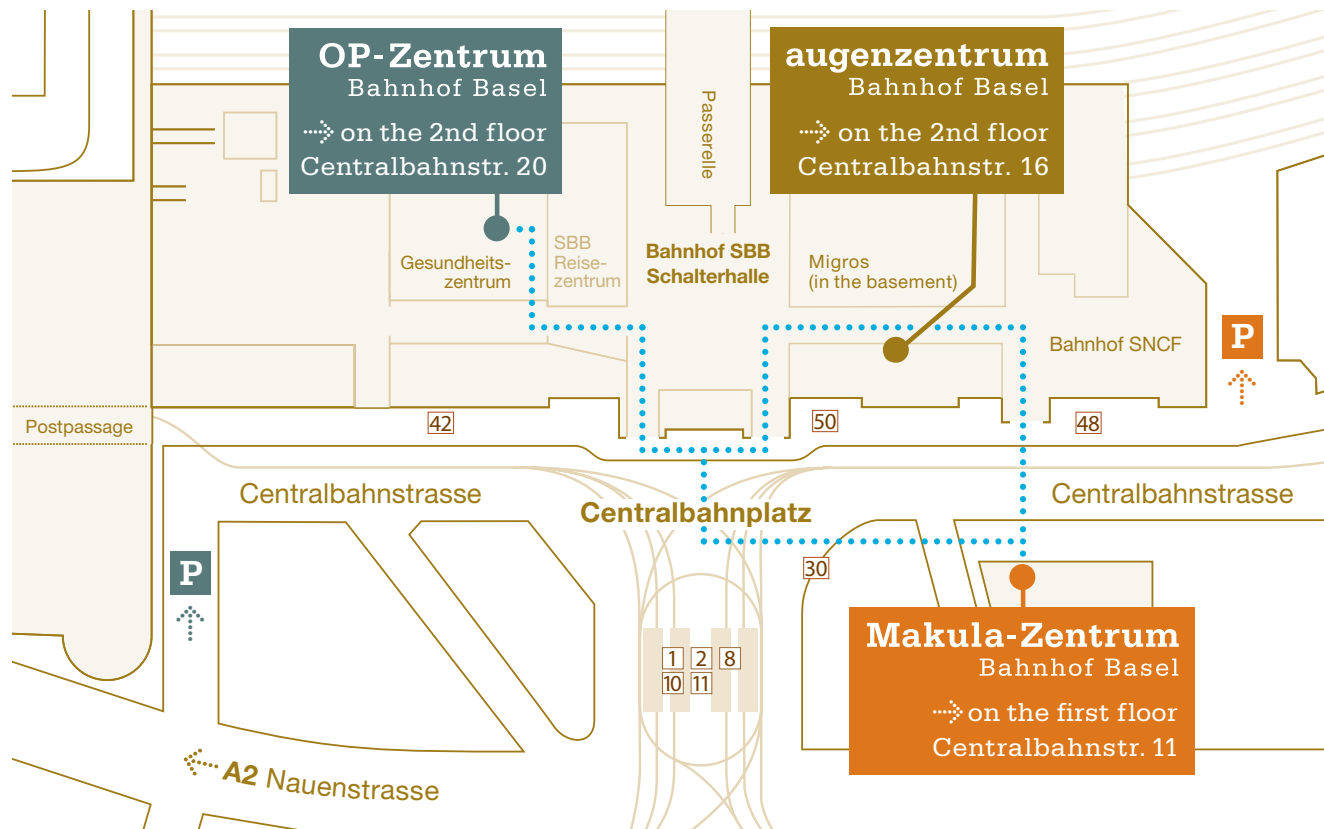 OP-Zentrum
Bahnhof Basel
on the 2nd floor
Centralbahnstr. 20
Passerelle
augenzentrum
Bahnhof Basel
on the 2nd floor
Centralbahnstr. 16
Gesundheits-
zentrum
SBB
Reise-
zentrum
Bahnhof SBB
Schalterhalle
Migros
(in the basement)
Bahnhof SNCF
P
Postpassage
42
50
48
Centralbahnstrasse
Centralbahnplatz
Centralbahnstrasse
P
30
1 2 8
10 11
Makula-Zentrum
Bahnhof Basel
on the first floor
Centralbahnstr. 11
A2 Nauenstrasse